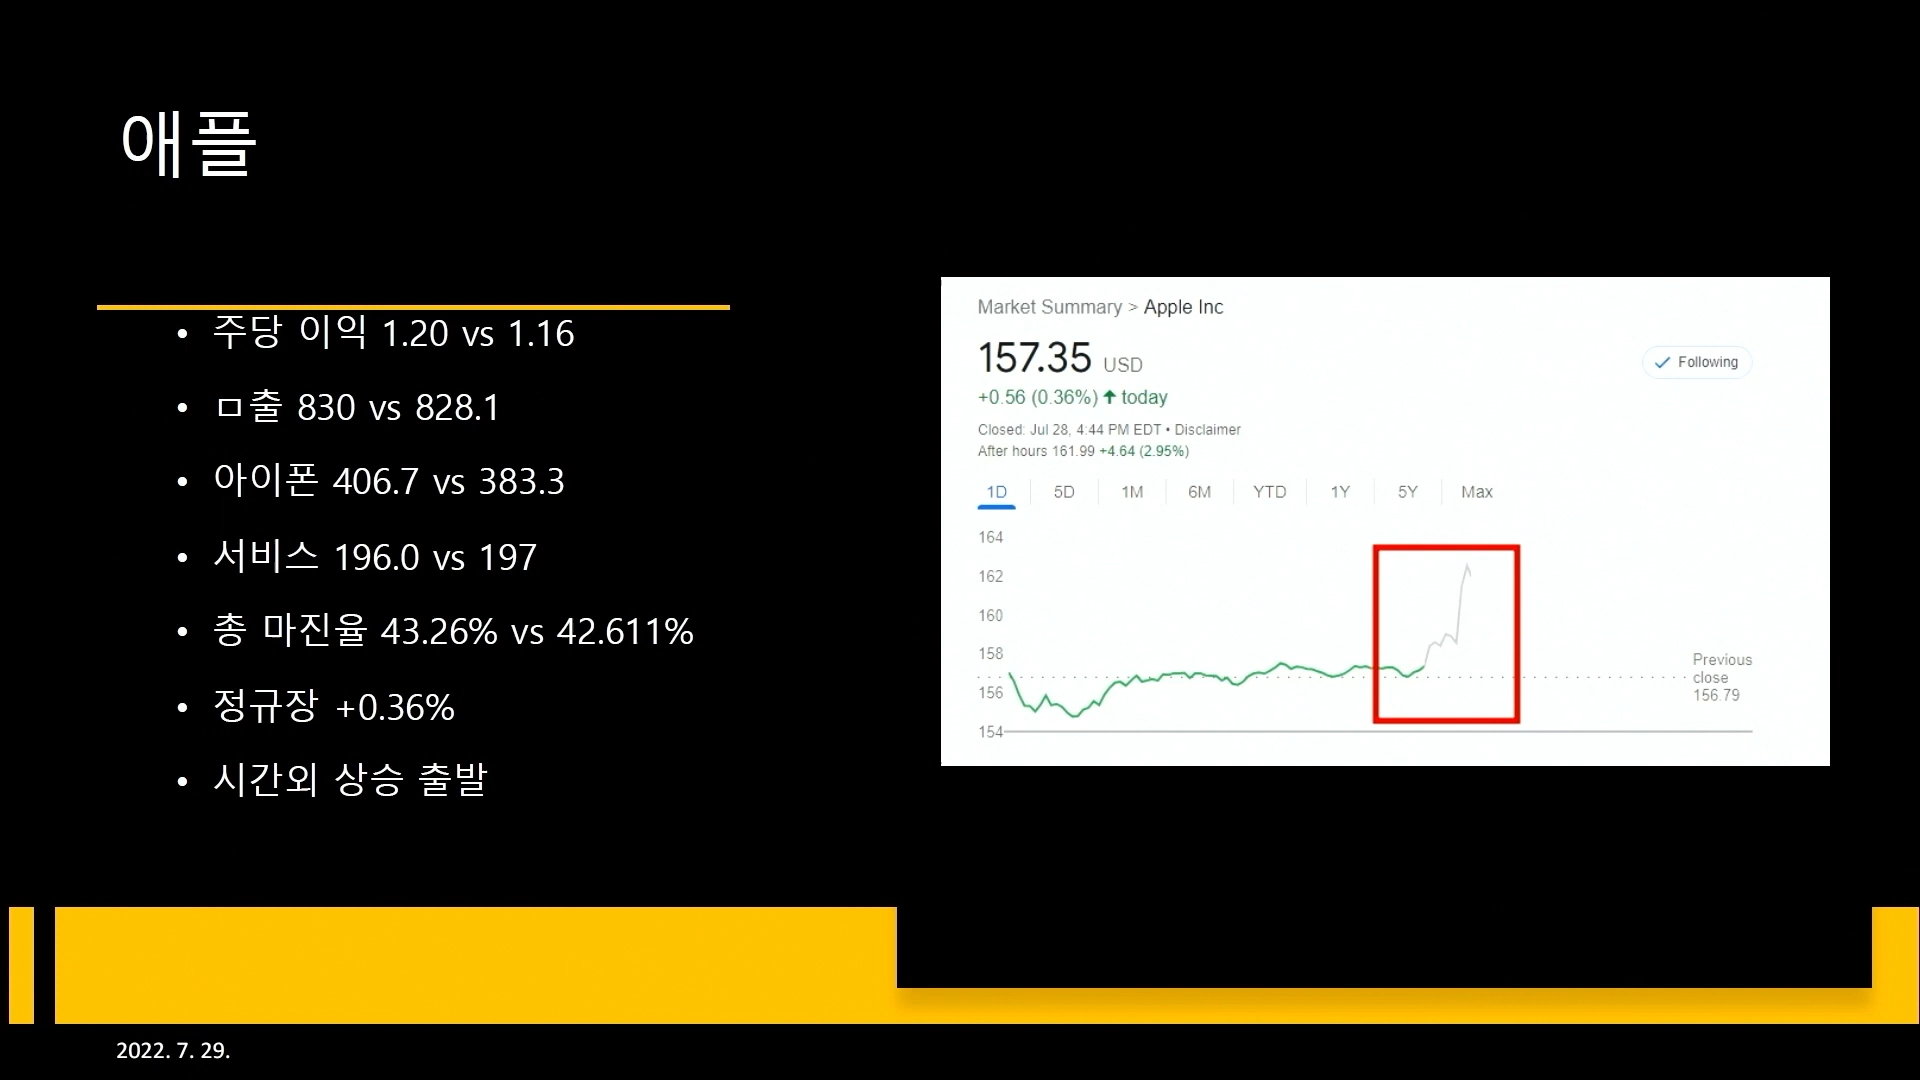 애플
• 주당 이익 1.20 vs 1.16
• ㅁ출 830 vs 828.1
• 아이폰 406.7 vs 383.3
• 서비스 196.0 vs 197
• 총 마진율 43.26% vs 42.611%
• 정규장 +0.36%
• 시간외 상승 출발
Market Summary > Apple Inc
157.35 USD
Following
+0.56 (0.36%) ↑ today
Closed: Jul 28, 4:44 PM EDT • Disclaimer
After hours 161.99 +4.64 (2.95%)
1D 5D 1M 6M YTD 1Y 5Y Max
164
162
160
158
156
154
Previous
close
156.79
2022. 7. 29.